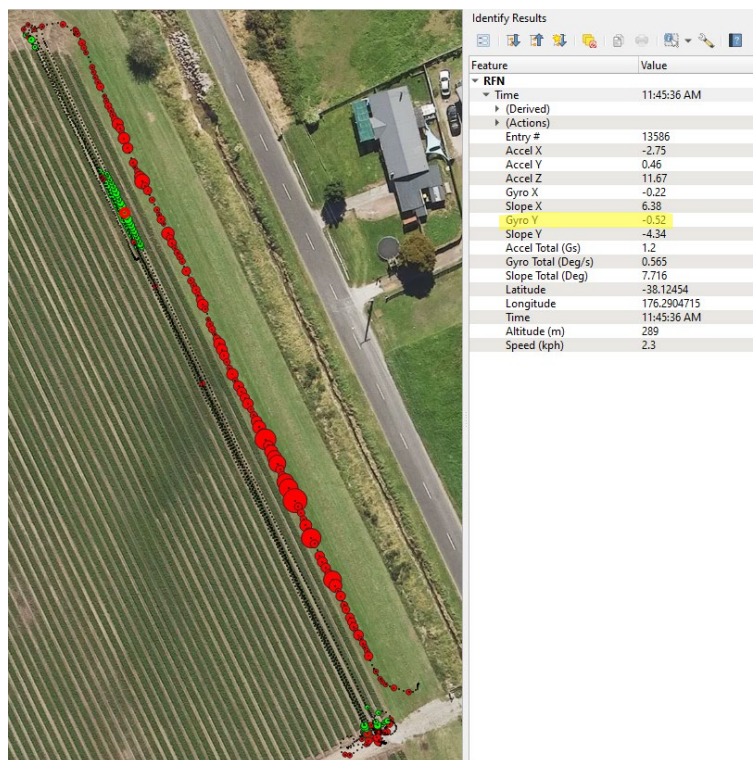 Identify Results
Feature Value
RFN
Time 11:45:36 AM
(Derived)
(Actions)
Entry # 13586
Accel X -2.75
Accel Y 0.46
Accel Z 11.67
Gyro X -0.22
Slope X 6.38
Gyro Y -0.52
Slope Y -4.34
Accel Total (Gs) 1.2
Gyro Total (Deg/s) 0.565
Slope Total (Deg) 7.716
Latitude -38.12454
Longitude 176.2904715
Time 11:45:36 AM
Altitude (m) 289
Speed (kph) 2.3